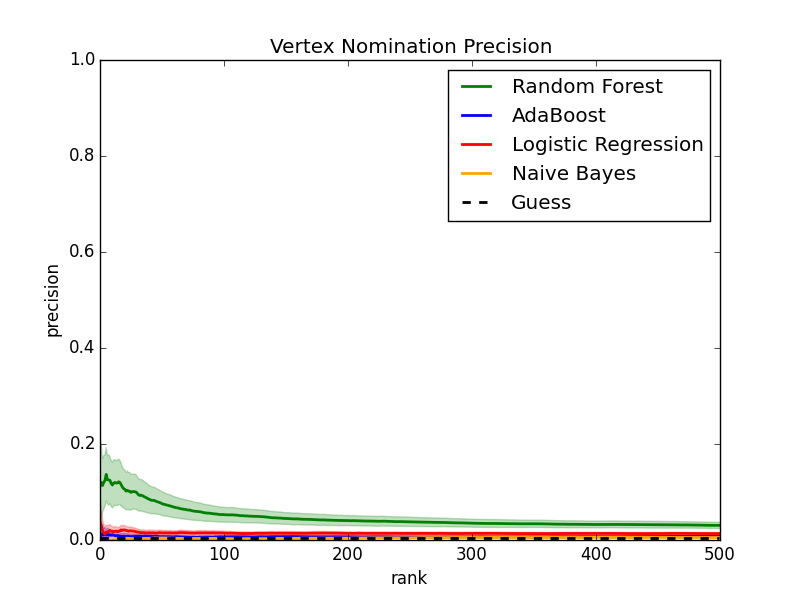 Vertex Nomination Precision
1.0
0.8
0.6
0.4
0.2
0.0
precision
Random Forest
AdaBoost
Logistic Regression
Naive Bayes
Guess
0 100 200 300 400 500
rank